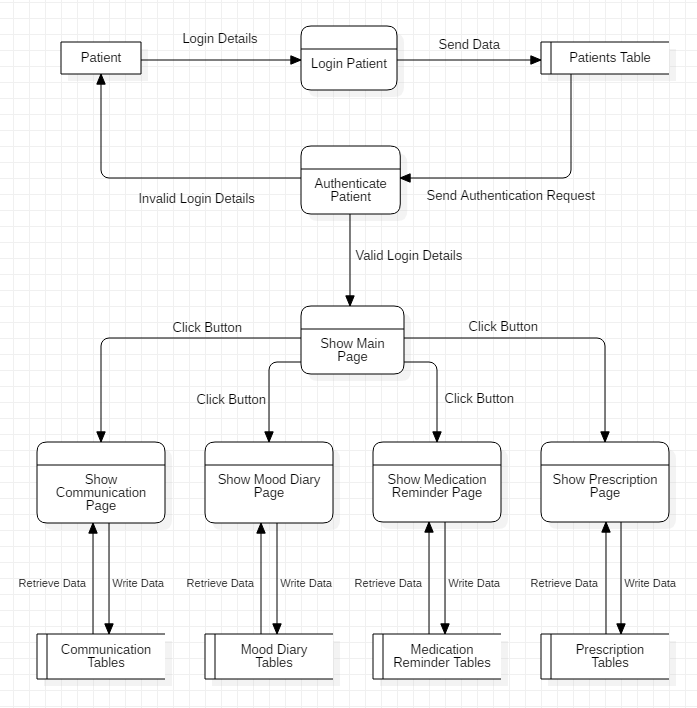 Login Details
Send Data
Patient
Login Patient
Patients Table
Authenticate
Patient
Invalid Login Details
Send Authentication Request
Valid Login Details
Click Button
Click Button
Show Main
Page
Click Button
Click Button
Show
Communication
Page
Show Mood Diary
Page
Show Medication
Reminder Page
Show Prescription
Page
Retrieve Data
Write Data
Retrieve Data
Write Data
Retrieve Data
Write Data
Retrieve Data
Write Data
Communication
Tables
Mood Diary
Tables
Medication
Reminder Tables
Prescription
Tables